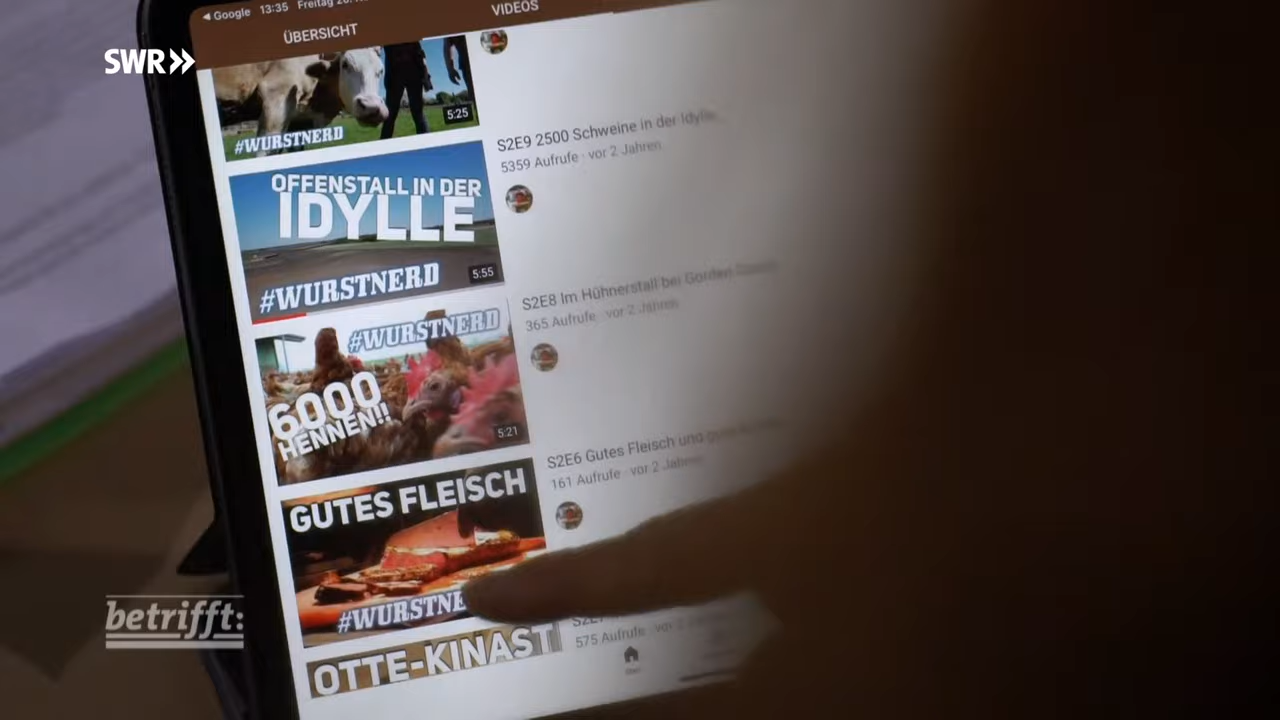 Google 13:35 Freitag
ÜBERSICHT
VIDEOS
SWR»
5:25
#WURSTNERD
S2E9 2500 Schweine in der Idylle
5359 Aufrufe · vor 2 Jahren
OFFENSTALL IN DER
IDYLLE
#WURSTNERD
5:55
S2E8 Im Hühnerstall bei Gorden
365 Aufrufe · vor 2 Jahren
#WURSTNERD
6000
HENNEN!!
5:21
S2E6 Gutes Fleisch und
161 Aufrufe · vor 2 Jahren
GUTES FLEISCH
#WURSTNE
575 Aufrufe · vor 2
OTTE-KINAST
betrifft: